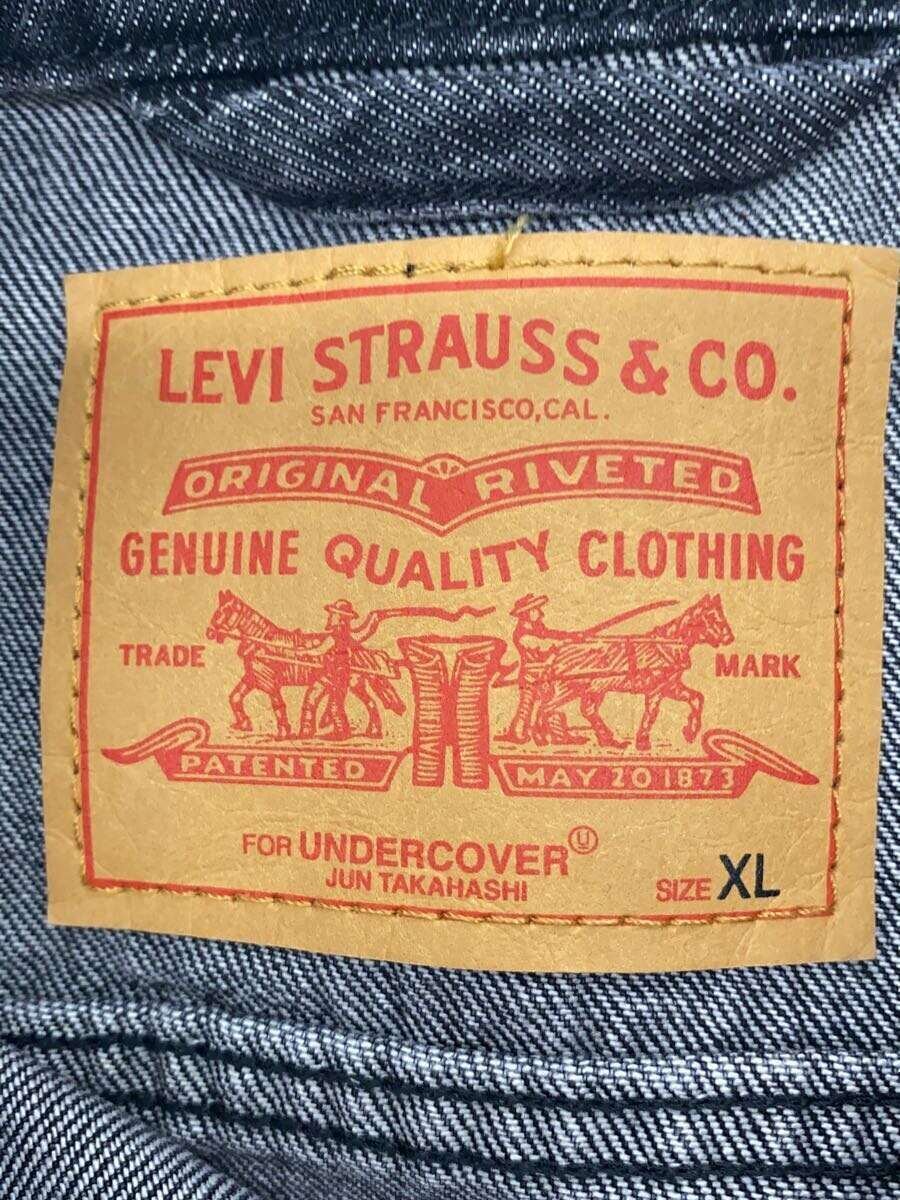 LEVI STRAUSS & CO.
SAN FRANCISCO, CAL.
ORIGINAL RIVETED
GENUINE QUALITY CLOTHING
TRADE MARK
PATENTED MAY 20 1873
FOR UNDERCOVER Ⓤ
JUN TAKAHASHI
SIZE XL